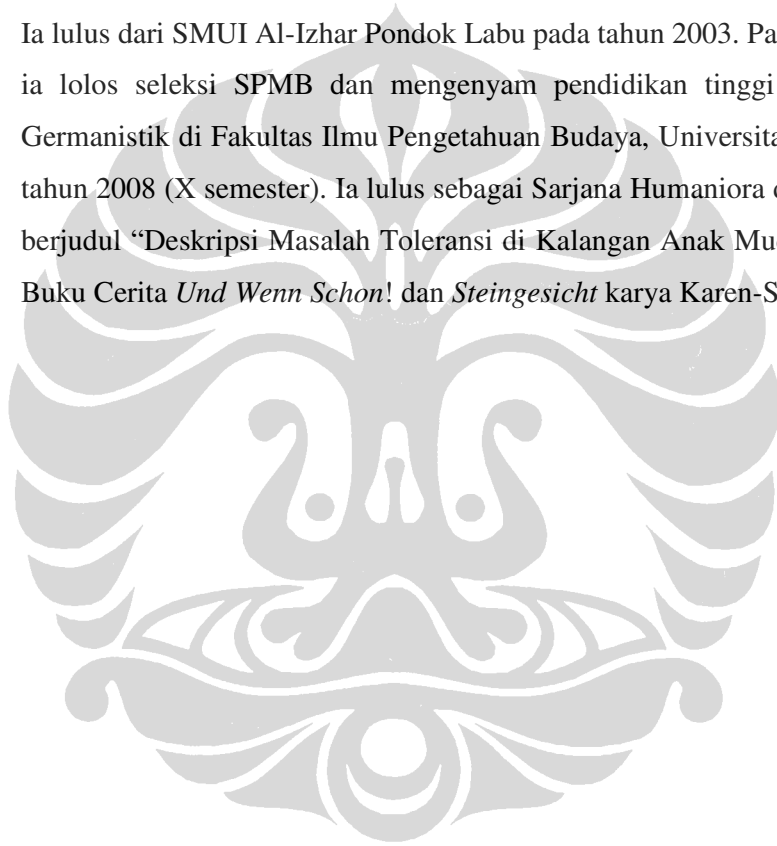 Ia lulus dari SMUI Al-Izhar Pondok Labu pada tahun 2003. Pa
ia lolos seleksi SPMB dan mengenyam pendidikan tinggi
Germanistik di Fakultas Ilmu Pengetahuan Budaya, Universita
tahun 2008 (X semester). Ia lulus sebagai Sarjana Humaniora
berjudul “Deskripsi Masalah Toleransi di Kalangan Anak Mu
Buku Cerita Und Wenn Schon! dan Steingesicht karya Karen-S